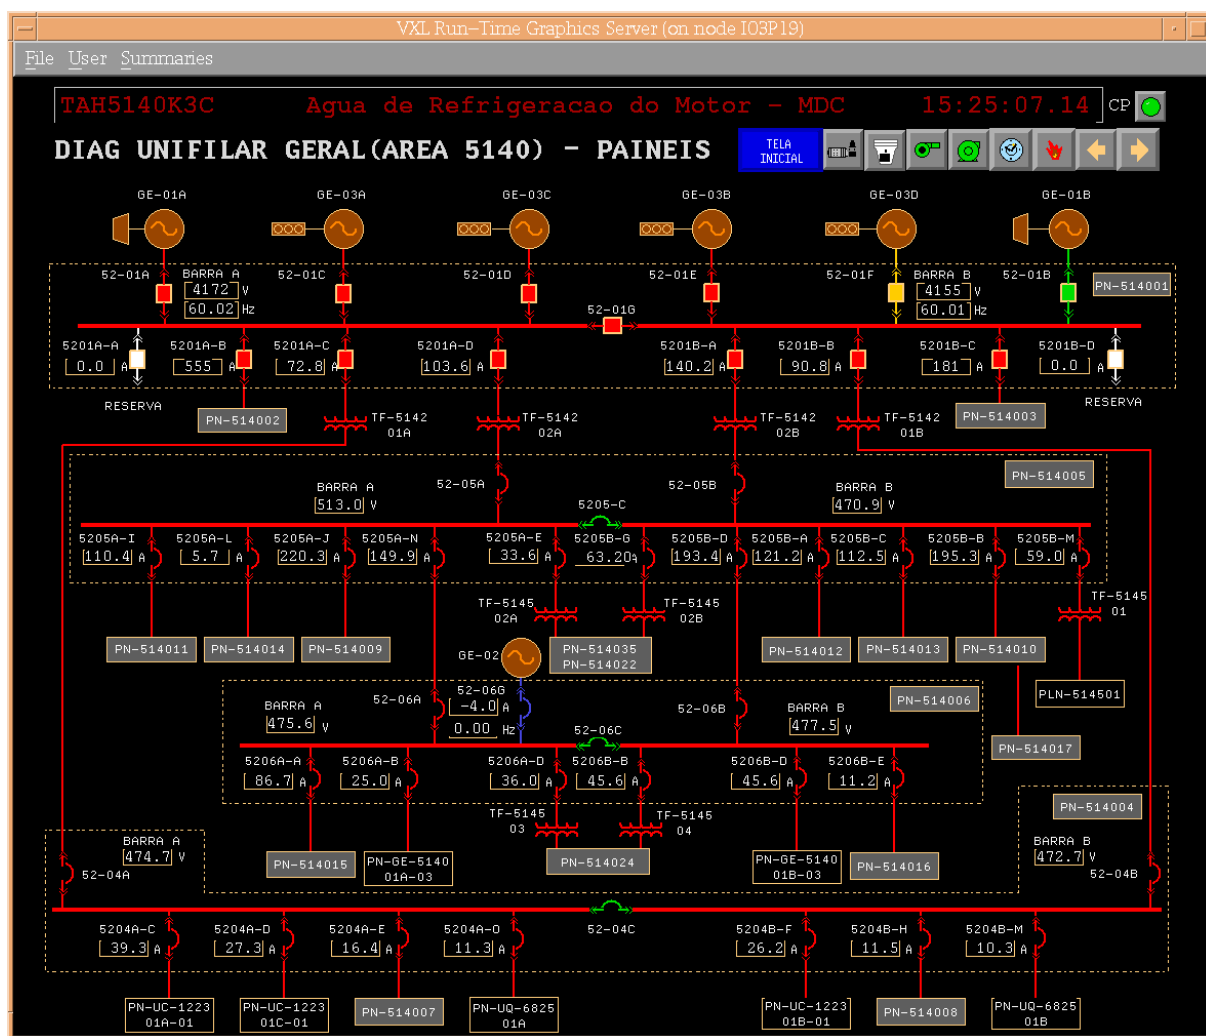 VXL Run-Time Graphics Server (on node I03P19)
File User Summaries
TAH5140K3C Agua de Refrigeracao do Motor - MDC 15:25:07.14 CP
DIAG UNIFILAR GERAL(AREA 5140) - PAINEIS
TELA
INICIAL
GE-01A GE-03A GE-03C GE-03B GE-03D GE-01B
52-01A BARRA A 52-01C 52-01D 52-01E 52-01F BARRA B 52-01B
4172 V 4155 V PN-514001
60.02 Hz 60.01 Hz
52-01G
5201A-A 5201A-B 5201A-C 5201A-D 5201B-A 5201B-B 5201B-C 5201B-D
0.0 A 555 A 72.8 A 103.6 A 140.2 A 90.8 A 181 A 0.0 A
RESERVA RESERVA
PN-514002 TF-5142 TF-5142 TF-5142 TF-5142 PN-514003
01A 02A 02B 01B
PN-514005
BARRA A 52-05A 52-05B BARRA B
513.0 V 5205-C 470.9 V
5205A-I 5205A-L 5205A-J 5205A-N 5205A-E 5205B-G 5205B-D 5205B-A 5205B-C 5205B-B 5205B-M
110.4 A 5.7 A 220.3 A 149.9 A 33.6 A 63.20A 193.4 A 121.2 A 112.5 A 195.3 A 59.0 A
TF-5145 TF-5145 TF-5145
02A 02B 01
PN-514011 PN-514014 PN-514009 GE-02 PN-514035 PN-514012 PN-514013 PN-514010
PN-514022
PLN-514501
52-06A 52-06G 52-06B PN-514006
BARRA A -4.0 A BARRA B
475.6 V 0.00 Hz 52-06C 477.5 V
PN-514017
5206A-A 5206A-B 5206A-D 5206B-B 5206B-D 5206B-E
86.7 A 25.0 A 36.0 A 45.6 A 45.6 A 11.2 A
PN-514004
TF-5145 TF-5145
03 04
BARRA A BARRA B
474.7 V 472.7 V
PN-514015 PN-GE-5140 PN-514024 PN-GE-5140 PN-514016
01A-03 01B-03
52-04A 52-04B
52-04C
5204A-C 5204A-D 5204A-E 5204A-O 5204B-F 5204B-H 5204B-M
39.3 A 27.3 A 16.4 A 11.3 A 26.2 A 11.5 A 10.3 A
PN-UC-1223 PN-UC-1223 PN-514007 PN-UQ-6825 PN-UC-1223 PN-514008 PN-UQ-6825
01A-01 01C-01 01A 01B-01 01B